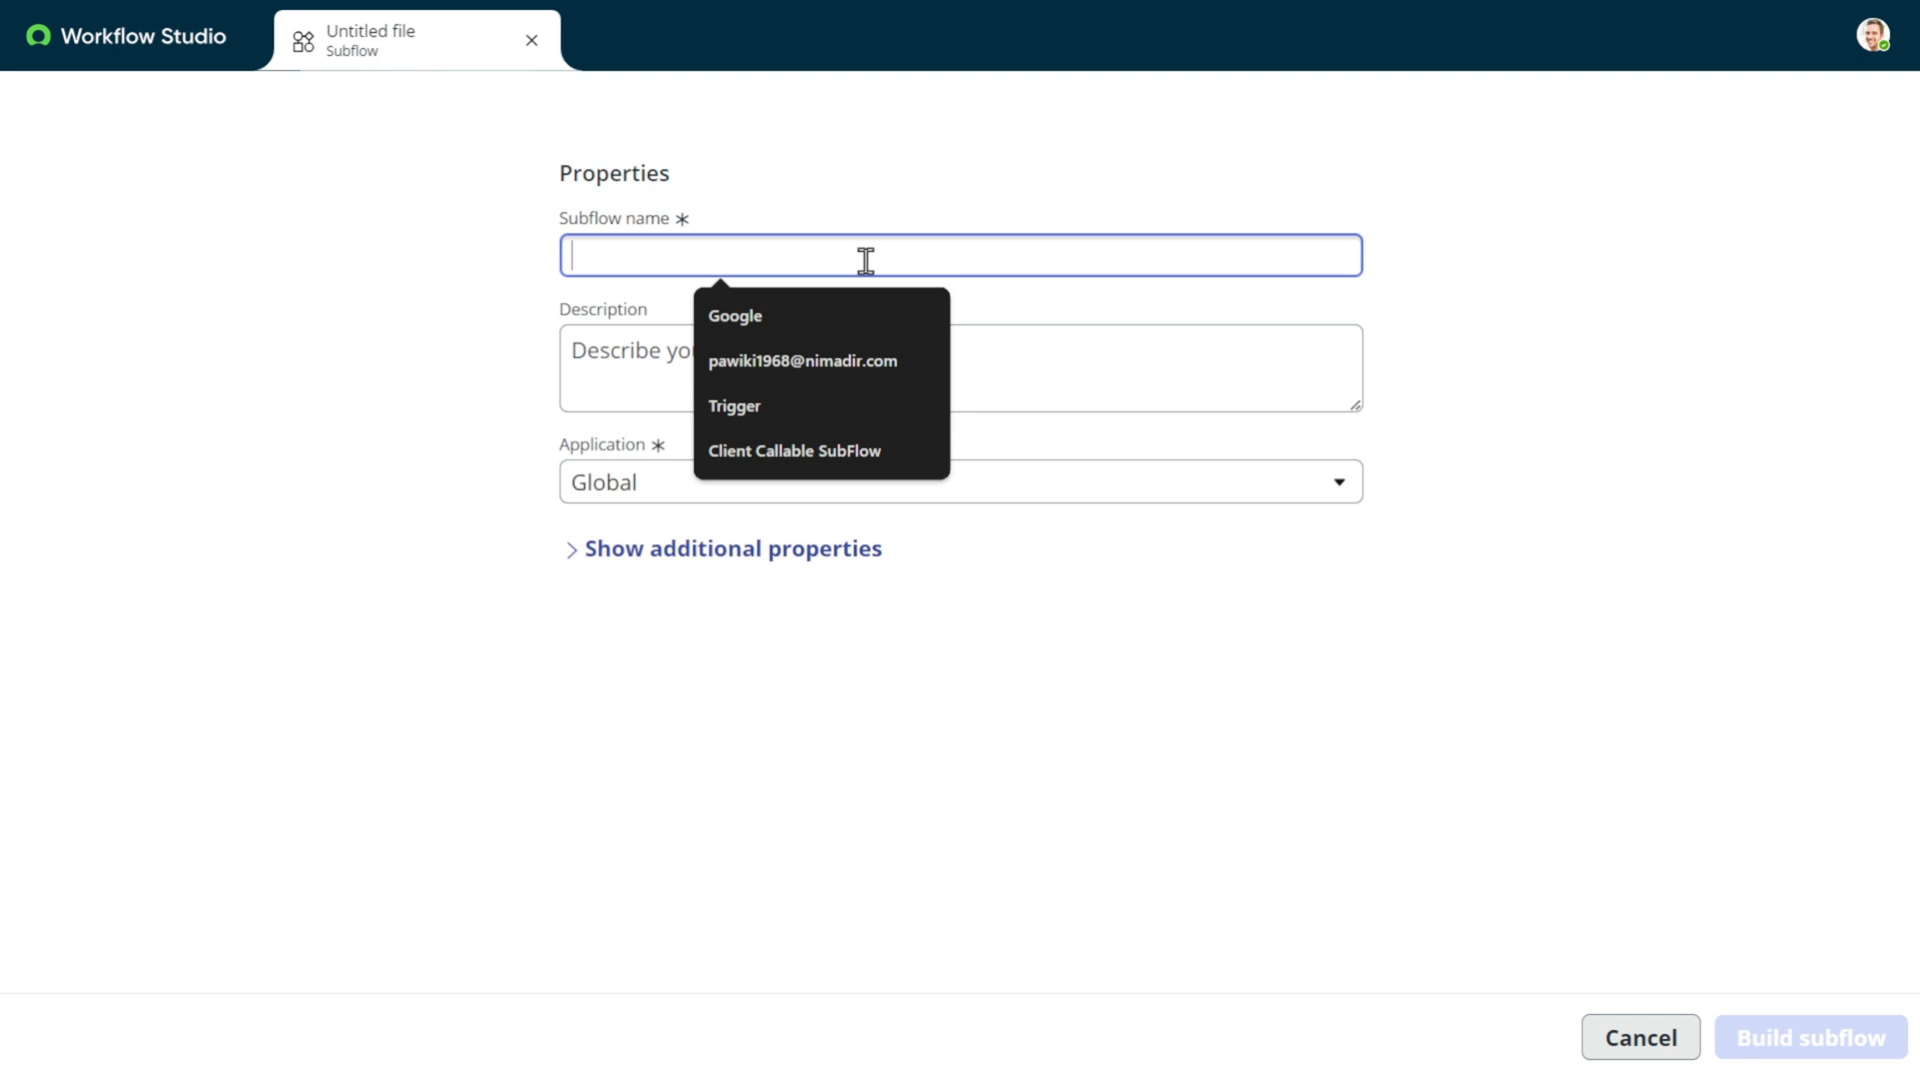 Workflow Studio
Untitled file
Subflow
Properties
Subflow name *
Google
Description
pawiki1968@nimadir.com
Describe you
Trigger
Application *
Client Callable SubFlow
Global
Show additional properties
Cancel
Build subflow